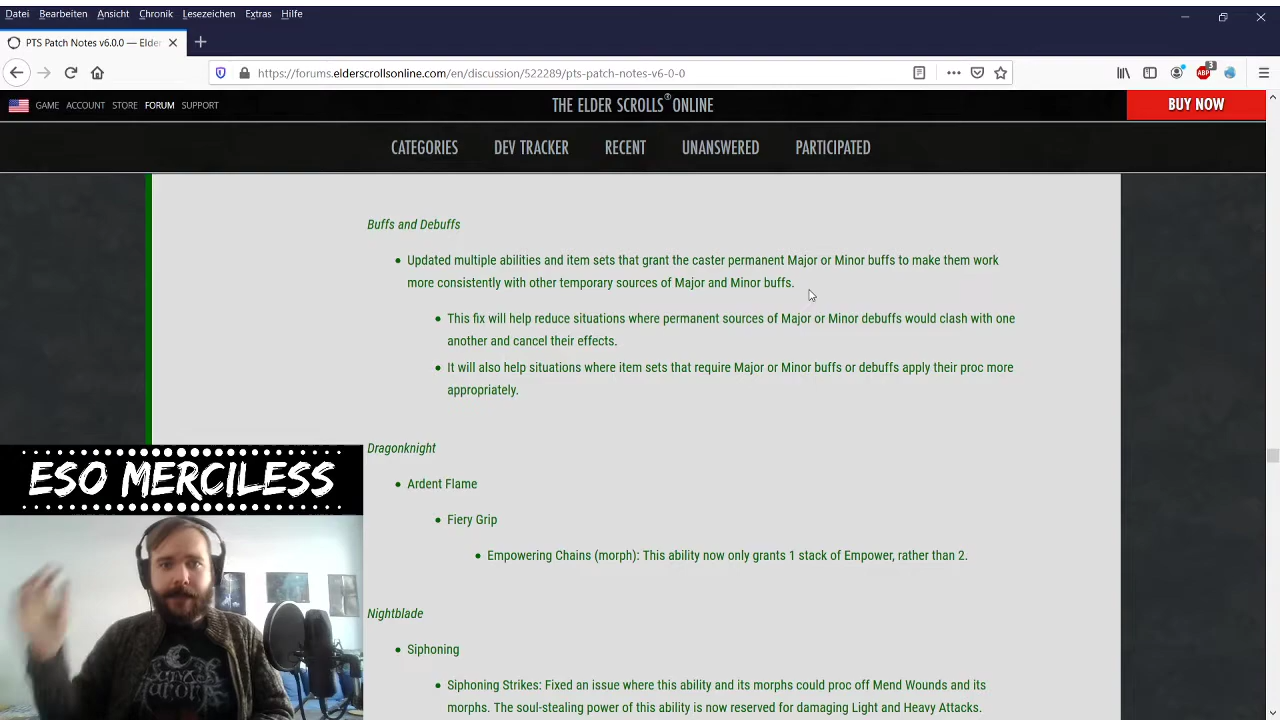 Datei Bearbeiten Ansicht Chronik Lesezeichen Extras Hilfe
PTS Patch Notes v6.0.0 — Elder
https://forums.elderscrollsonline.com/en/discussion/522289/pts-patch-notes-v6-0-0
ABP 3
GAME ACCOUNT STORE FORUM SUPPORT
THE ELDER SCROLLS® ONLINE
BUY NOW
CATEGORIES DEV TRACKER RECENT UNANSWERED PARTICIPATED
Buffs and Debuffs
• Updated multiple abilities and item sets that grant the caster permanent Major or Minor buffs to make them work
more consistently with other temporary sources of Major and Minor buffs.
• This fix will help reduce situations where permanent sources of Major or Minor debuffs would clash with one
another and cancel their effects.
• It will also help situations where item sets that require Major or Minor buffs or debuffs apply their proc more
appropriately.
Dragonknight
• Ardent Flame
• Fiery Grip
• Empowering Chains (morph): This ability now only grants 1 stack of Empower, rather than 2.
Nightblade
• Siphoning
• Siphoning Strikes: Fixed an issue where this ability and its morphs could proc off Mend Wounds and its
morphs. The soul-stealing power of this ability is now reserved for damaging Light and Heavy Attacks.
ESO MERCILESS